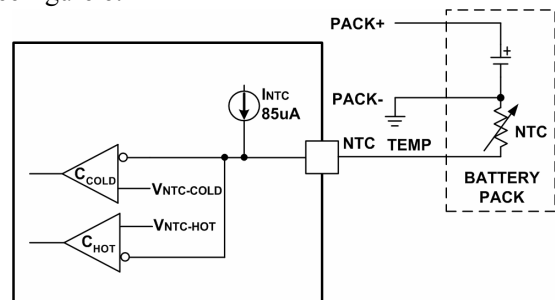 PACK+
INTC
85uA
PACK-
NTC
TEMP
NTC
BATTERY
PACK
+
CCOLD
VNTC-COLD
VNTC-HOT
CHOT